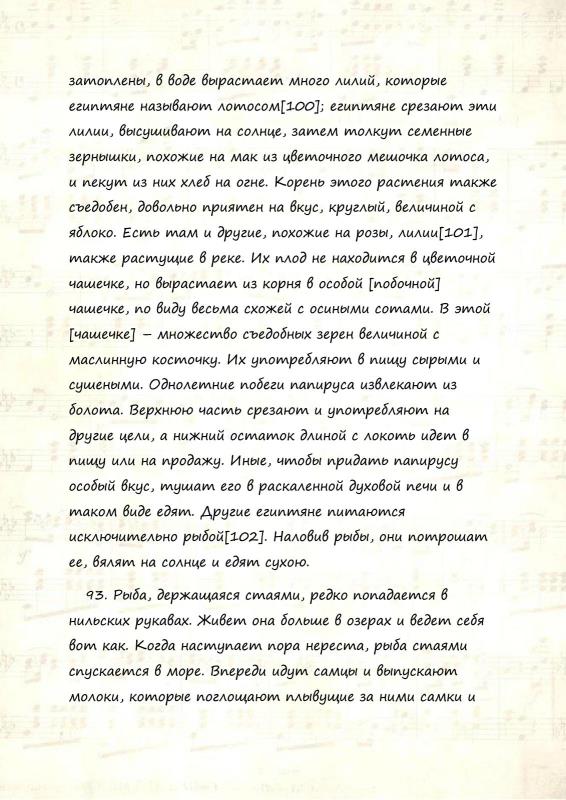 затоплены, в воде вырастает много лилий, которые
египтяне называют лотосом[100]; египтяне срезают эти
лилии, высушивают на солнце, затем толкут семенные
зернышки, похожие на мак из цветочного мешочка лотоса,
и пекут из них хлеб на огне. Корень этого растения также
съедобен, довольно приятен на вкус, круглый, величиной с
яблоко. Есть там и другие, похожие на розы, лилии[101],
также растущие в реке. Их плод не находится в цветочной
чашечке, но вырастает из корня в особой [побочной]
чашечке, по виду весьма схожей с осиными сотами. В этой
[чашечке] – множество съедобных зерен величиной с
маслинную косточку. Их употребляют в пищу сырыми и
сушеными. Однолетние побеги папируса извлекают из
болота. Верхнюю часть срезают и употребляют на
другие цели, а нижний остаток длиной с локоть идет в
пищу или на продажу. Иные, чтобы придать папирусу
особый вкус, тушат его в раскаленной духовой печи и в
таком виде едят. Другие египтяне питаются
исключительно рыбой[102]. Наловив рыбы, они потрошат
ее, вялят на солнце и едят сухою.
93. Рыба, держащаяся стаями, редко попадается в
нильских рукавах. Живет она больше в озерах и ведет себя
вот как. Когда наступает пора нереста, рыба стаями
спускается в море. Впереди идут самцы и выпускают
молоки, которые поглощают плывущие за ними самки и